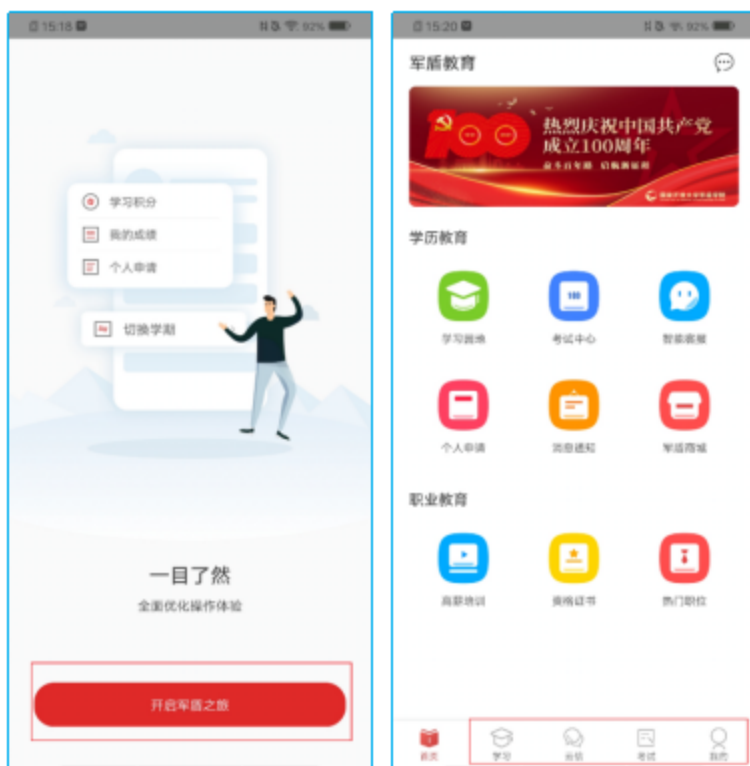 15:18
92%
学习积分
我的成绩
个人申请
切换学期
一目了然
全面优化操作体验
开启军盾之旅
15:20
92%
军盾教育
100
热烈庆祝中国共产党
成立100周年
学历教育
学习园地
考试中心
智能客服
个人申请
消息通知
军盾商城
职业教育
高薪培训
资格证书
热门职位
首页
学习
考试
我的